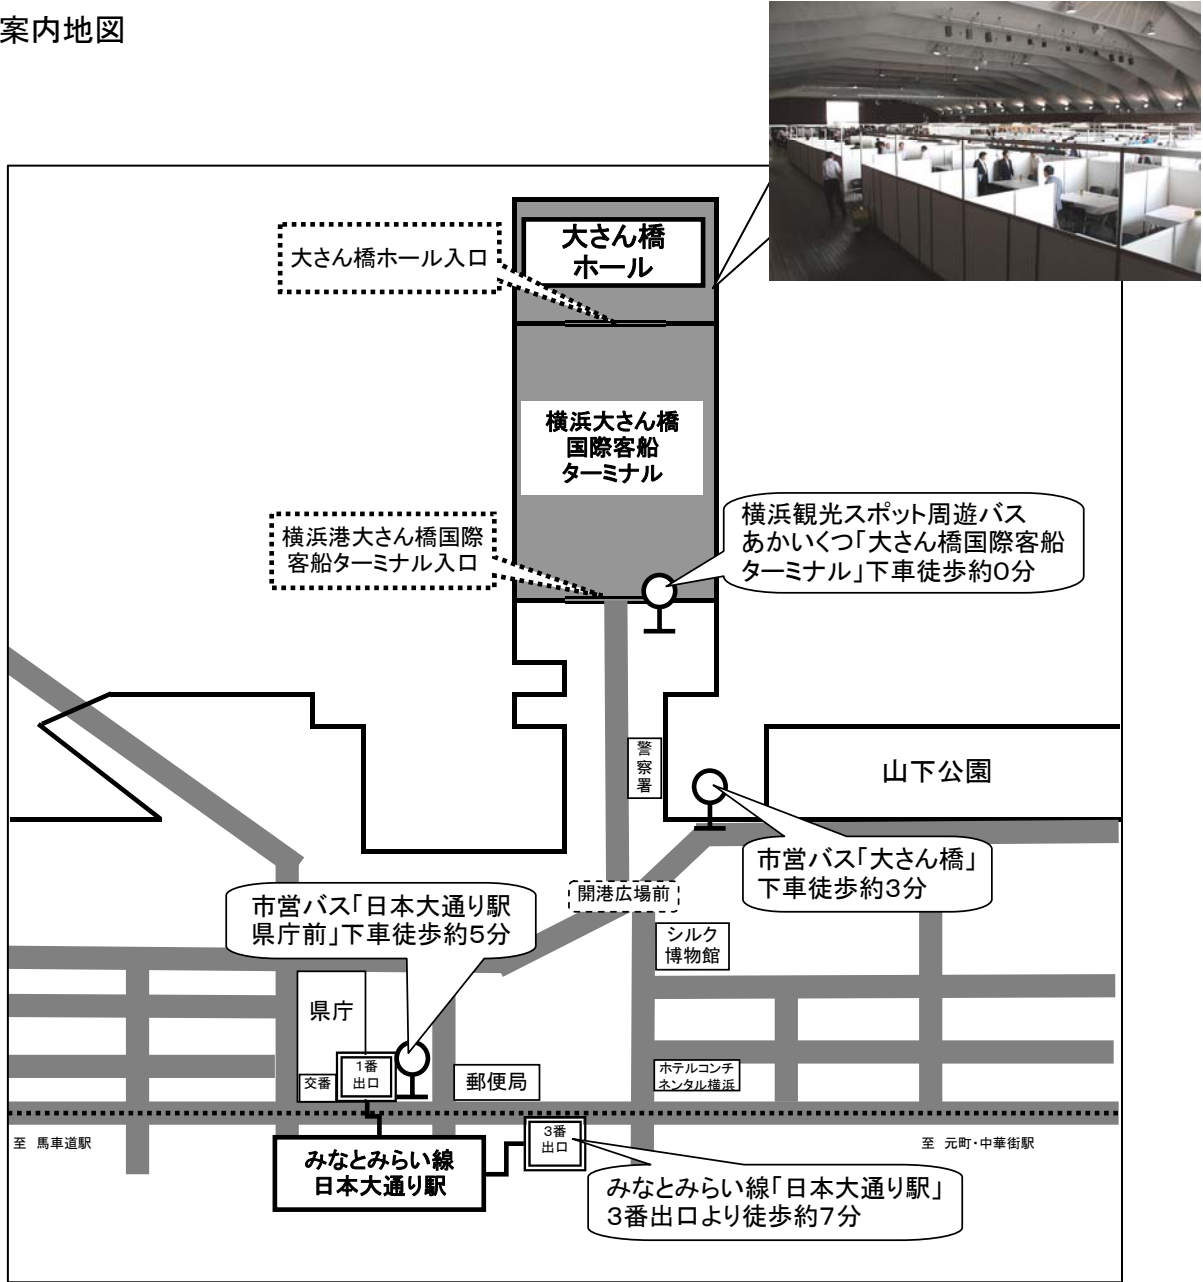 案内地図
大さん橋
ホール
大さん橋ホール入口
横浜大さん橋
国際客船
ターミナル
横浜港大さん橋国際
客船ターミナル入口
横浜観光スポット周遊バス
あかいくつ「大さん橋国際客船
ターミナル」下車徒歩約0分
警
察
署
山下公園
市営バス「大さん橋」
下車徒歩約3分
開港広場前
市営バス「日本大通り駅
県庁前」下車徒歩約5分
シルク
博物館
県庁
1番
出口
交番
郵便局
ホテルコンチ
ネンタル横浜
3番
出口
至 馬車道駅
至 元町・中華街駅
みなとみらい線
日本大通り駅
みなとみらい線「日本大通り駅」
3番出口より徒歩約7分